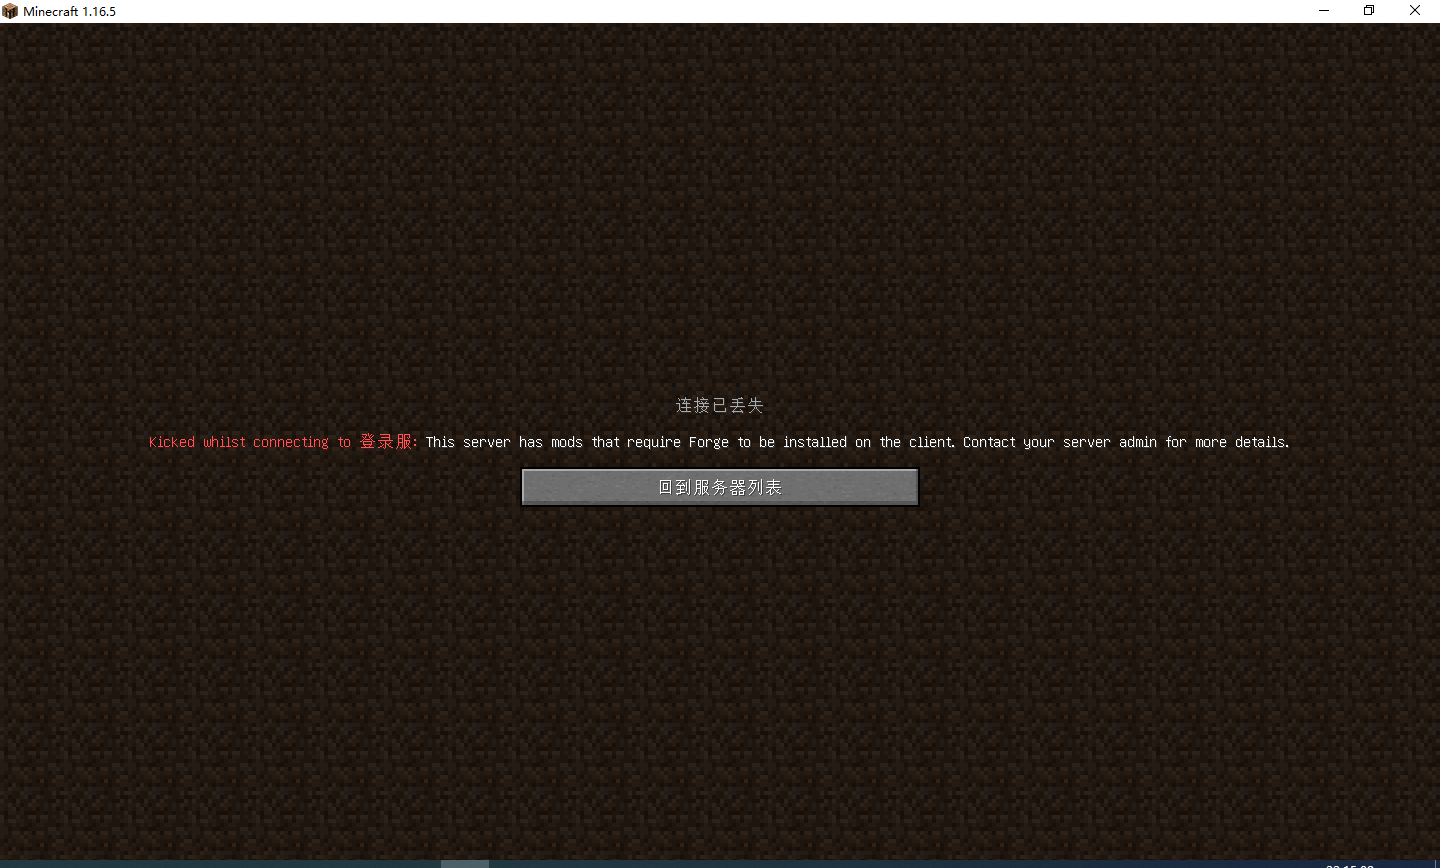 Minecraft 1.16.5
连接已丢失
Kicked whilst connecting to 登录服: This server has mods that require Forge to be installed on the client. Contact your server admin for more details.
回到服务器列表